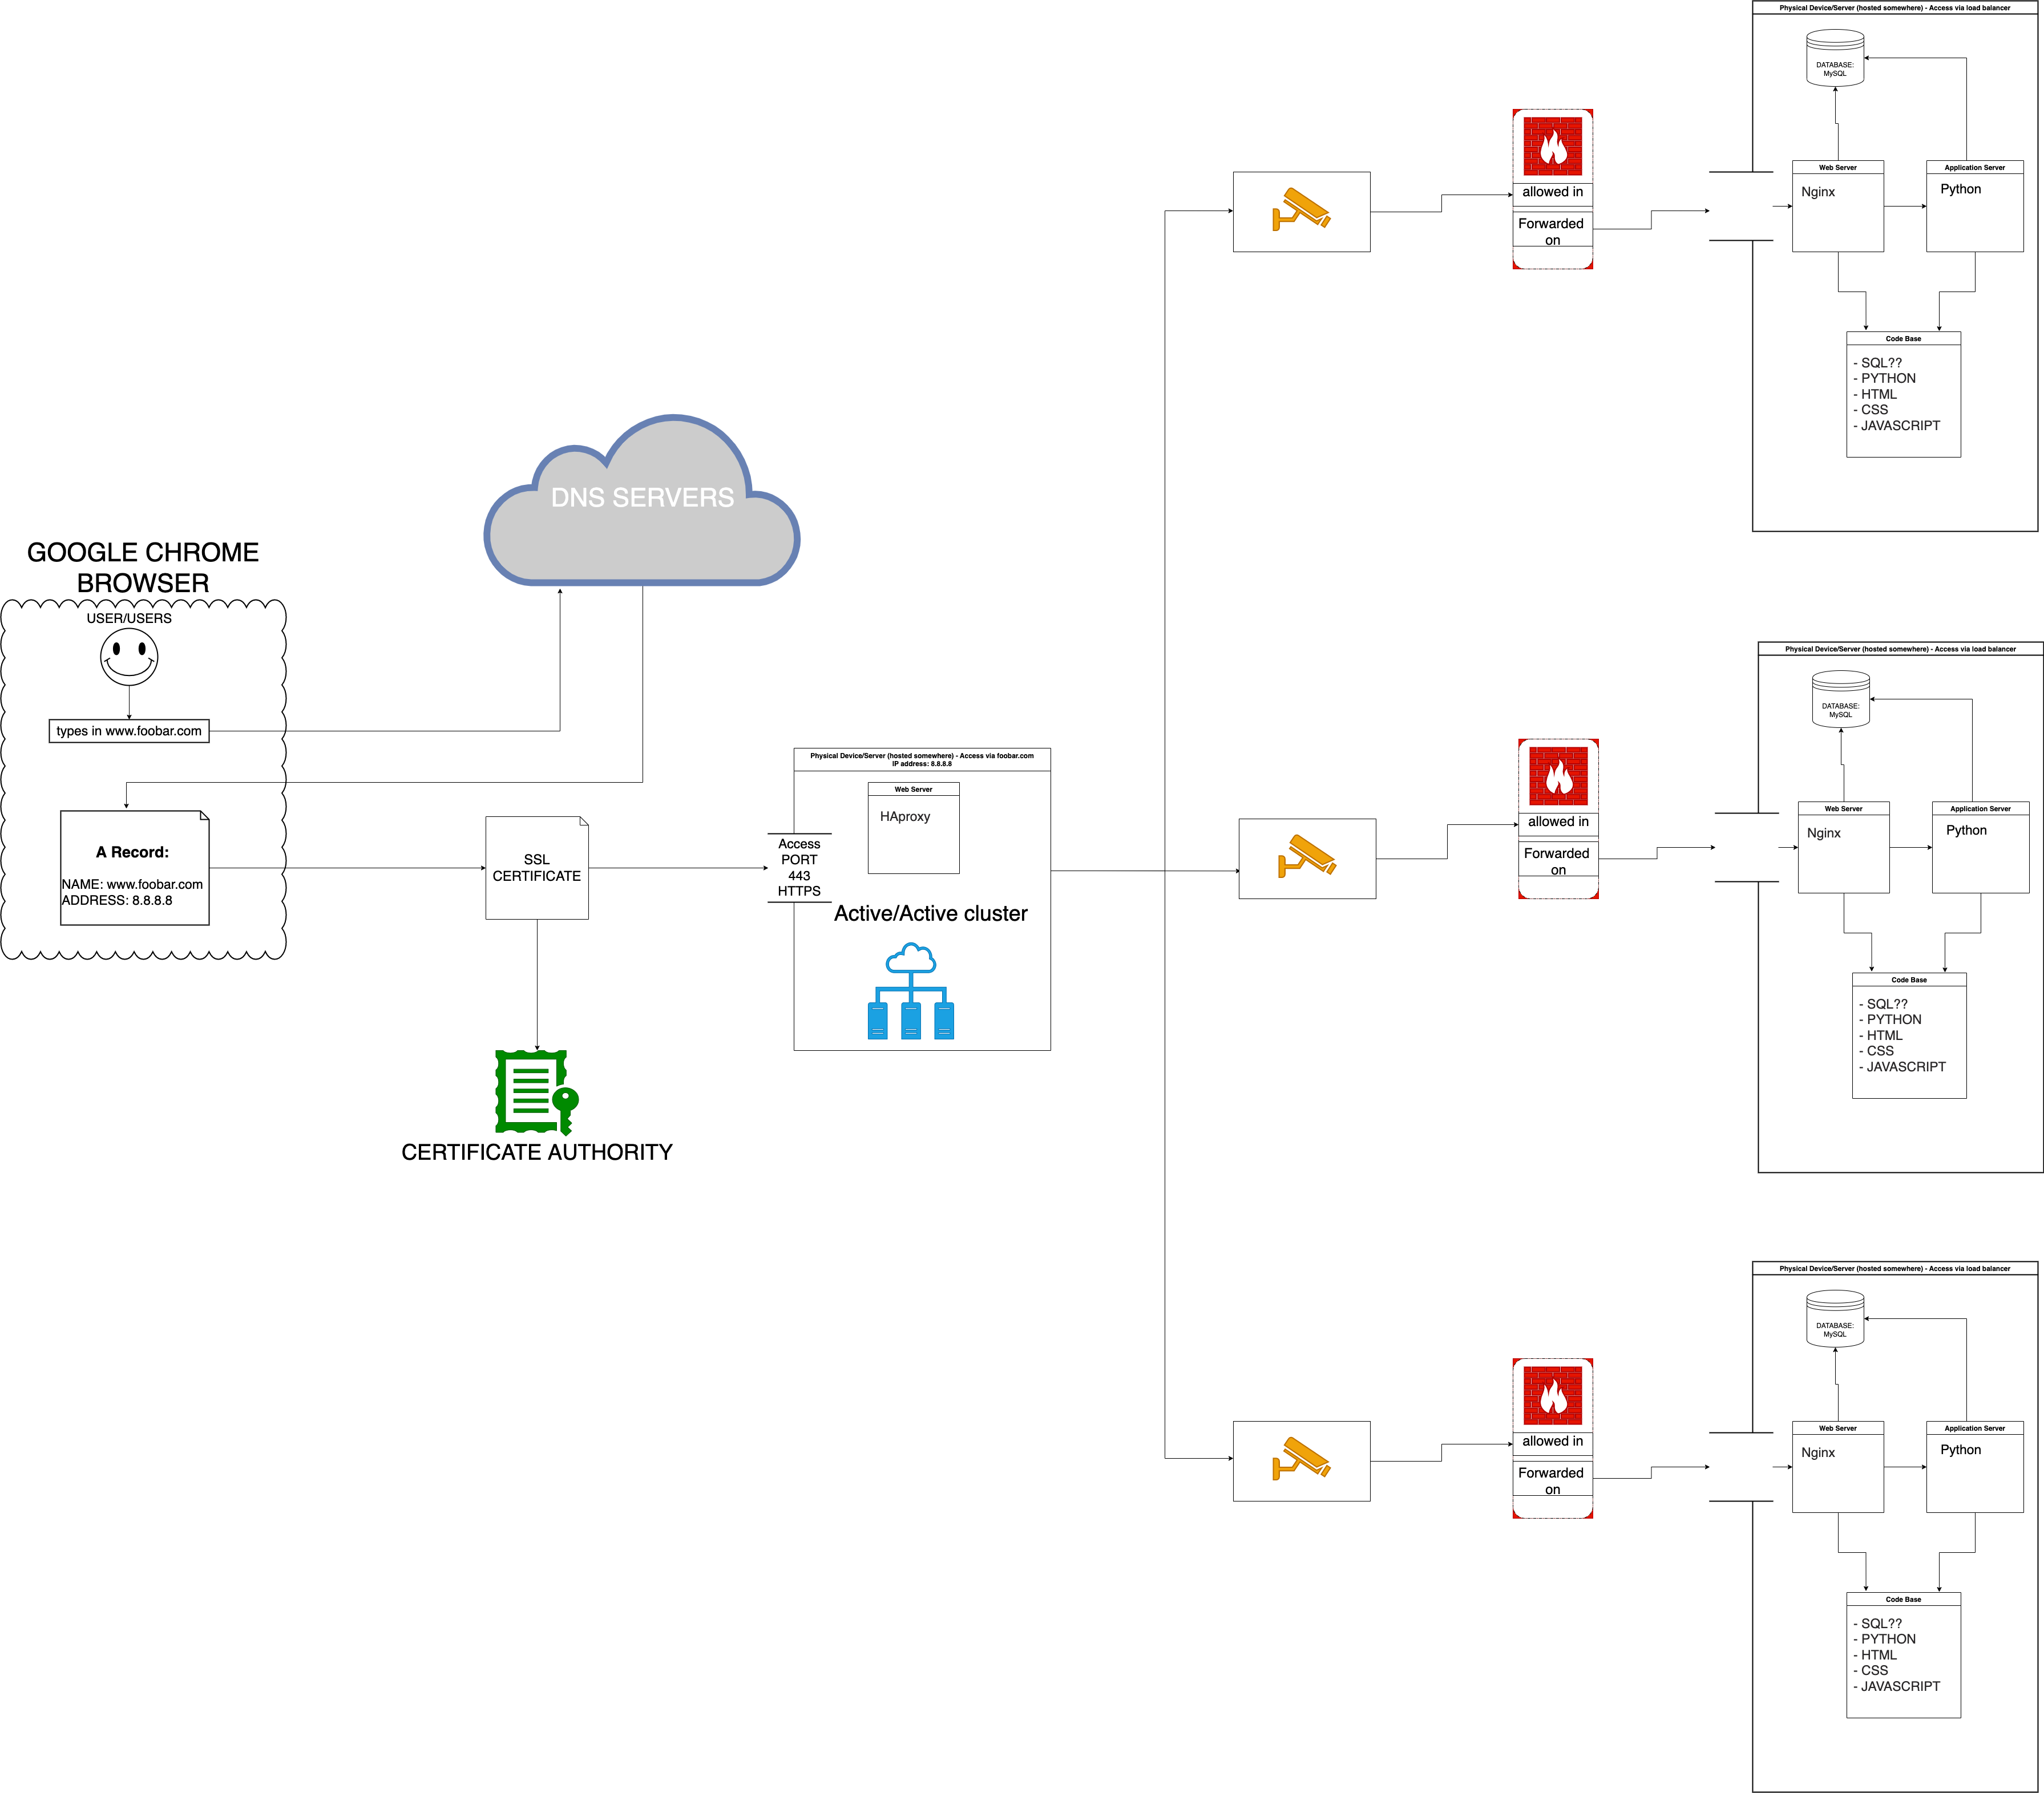 GOOGLE CHROME
BROWSER
USER/USERS
types in www.foobar.com
A Record:
NAME: www.foobar.com
ADDRESS: 8.8.8.8
DNS SERVERS
SSL
CERTIFICATE
CERTIFICATE AUTHORITY
Physical Device/Server (hosted somewhere) - Access via foobar.com
IP address: 8.8.8.8
Web Server
HAproxy
Access
PORT
443
HTTPS
Active/Active cluster
allowed in
Forwarded
on
Physical Device/Server (hosted somewhere) - Access via load balancer
DATABASE:
MySQL
Web Server
Nginx
Application Server
Python
Code Base
- SQL??
- PYTHON
- HTML
- CSS
- JAVASCRIPT
allowed in
Forwarded
on
Physical Device/Server (hosted somewhere) - Access via load balancer
DATABASE:
MySQL
Web Server
Nginx
Application Server
Python
Code Base
- SQL??
- PYTHON
- HTML
- CSS
- JAVASCRIPT
allowed in
Forwarded
on
Physical Device/Server (hosted somewhere) - Access via load balancer
DATABASE:
MySQL
Web Server
Nginx
Application Server
Python
Code Base
- SQL??
- PYTHON
- HTML
- CSS
- JAVASCRIPT